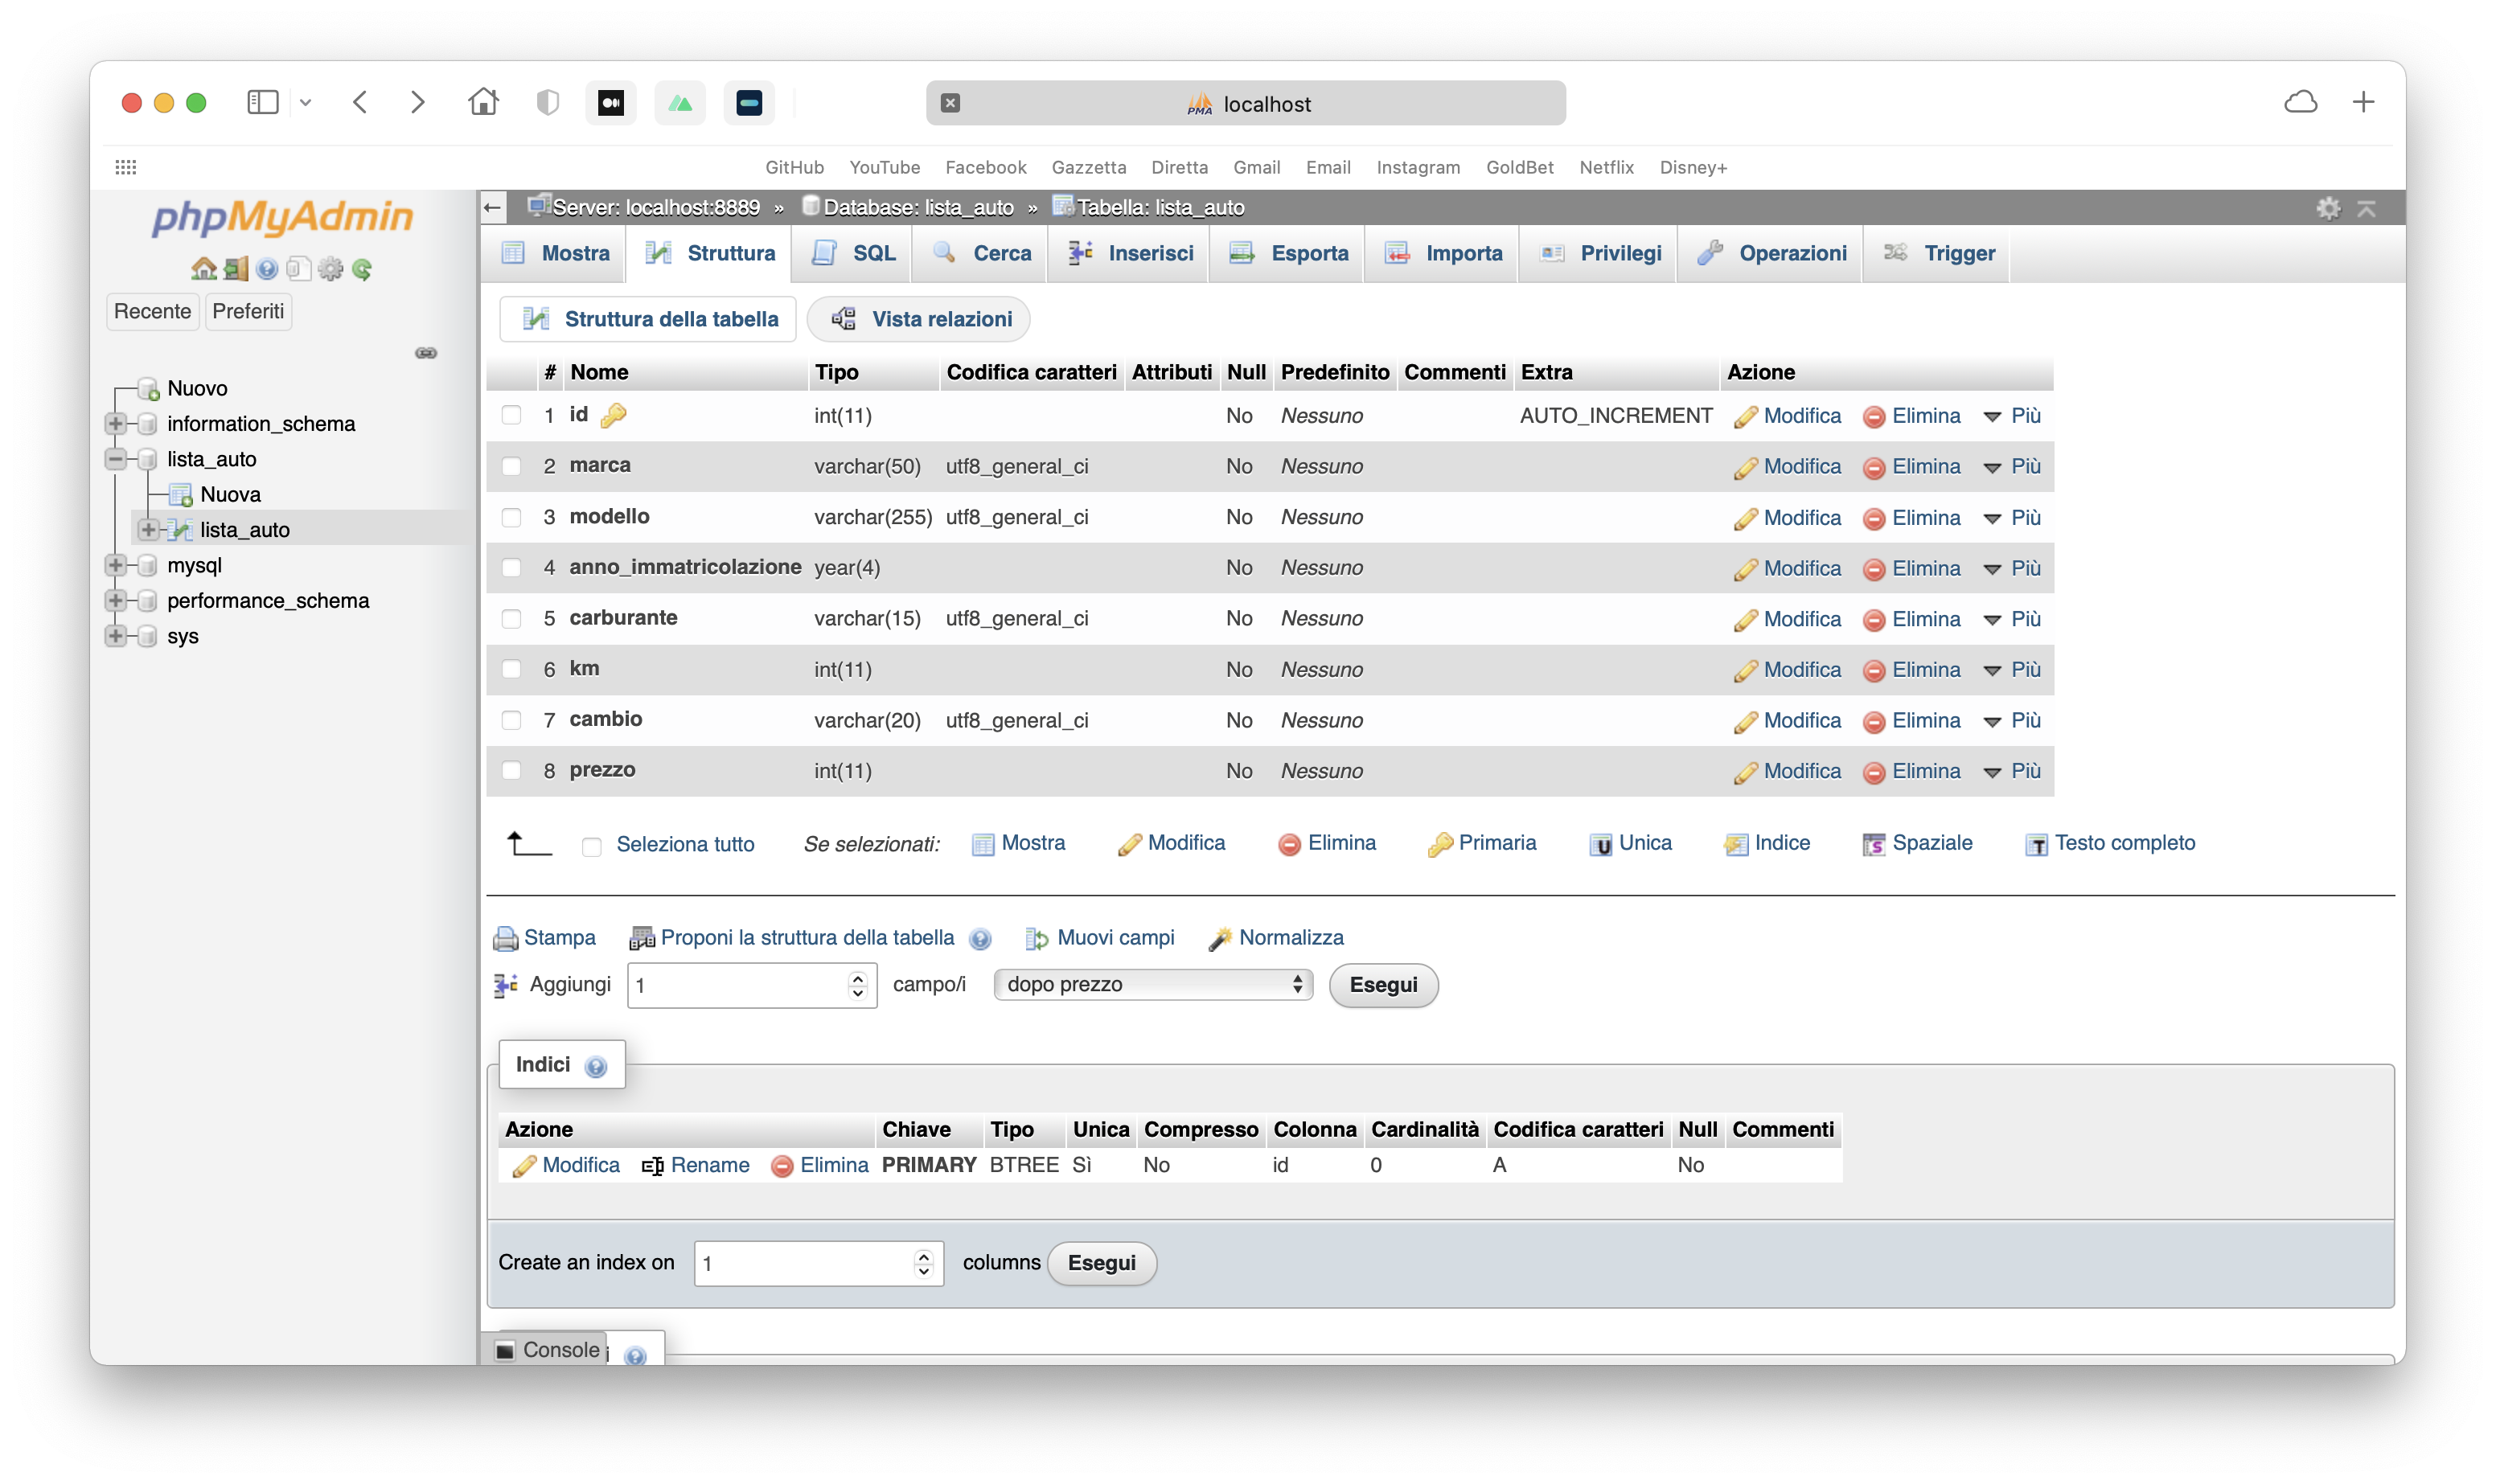 localhost
GitHub YouTube Facebook Gazzetta Diretta Gmail Email Instagram GoldBet Netflix Disney+
phpMyAdmin
Recente Preferiti
Nuovo
information_schema
lista_auto
Nuova
lista_auto
mysql
performance_schema
sys
Server: localhost:8889 » Database: lista_auto » Tabella: lista_auto
Mostra Struttura SQL Cerca Inserisci Esporta Importa Privilegi Operazioni Trigger
Struttura della tabella Vista relazioni
# Nome Tipo Codifica caratteri Attributi Null Predefinito Commenti Extra Azione
1 id int(11) No Nessuno AUTO_INCREMENT Modifica Elimina Più
2 marca varchar(50) utf8_general_ci No Nessuno Modifica Elimina Più
3 modello varchar(255) utf8_general_ci No Nessuno Modifica Elimina Più
4 anno_immatricolazione year(4) No Nessuno Modifica Elimina Più
5 carburante varchar(15) utf8_general_ci No Nessuno Modifica Elimina Più
6 km int(11) No Nessuno Modifica Elimina Più
7 cambio varchar(20) utf8_general_ci No Nessuno Modifica Elimina Più
8 prezzo int(11) No Nessuno Modifica Elimina Più
Seleziona tutto Se selezionati: Mostra Modifica Elimina Primaria Unica Indice Spaziale Testo completo
Stampa Proponi la struttura della tabella Muovi campi Normalizza
Aggiungi 1 campo/i dopo prezzo Esegui
Indici
Azione Chiave Tipo Unica Compresso Colonna Cardinalità Codifica caratteri Null Commenti
Modifica Rename Elimina PRIMARY BTREE Sì No id 0 A No
Create an index on 1 columns Esegui
Console